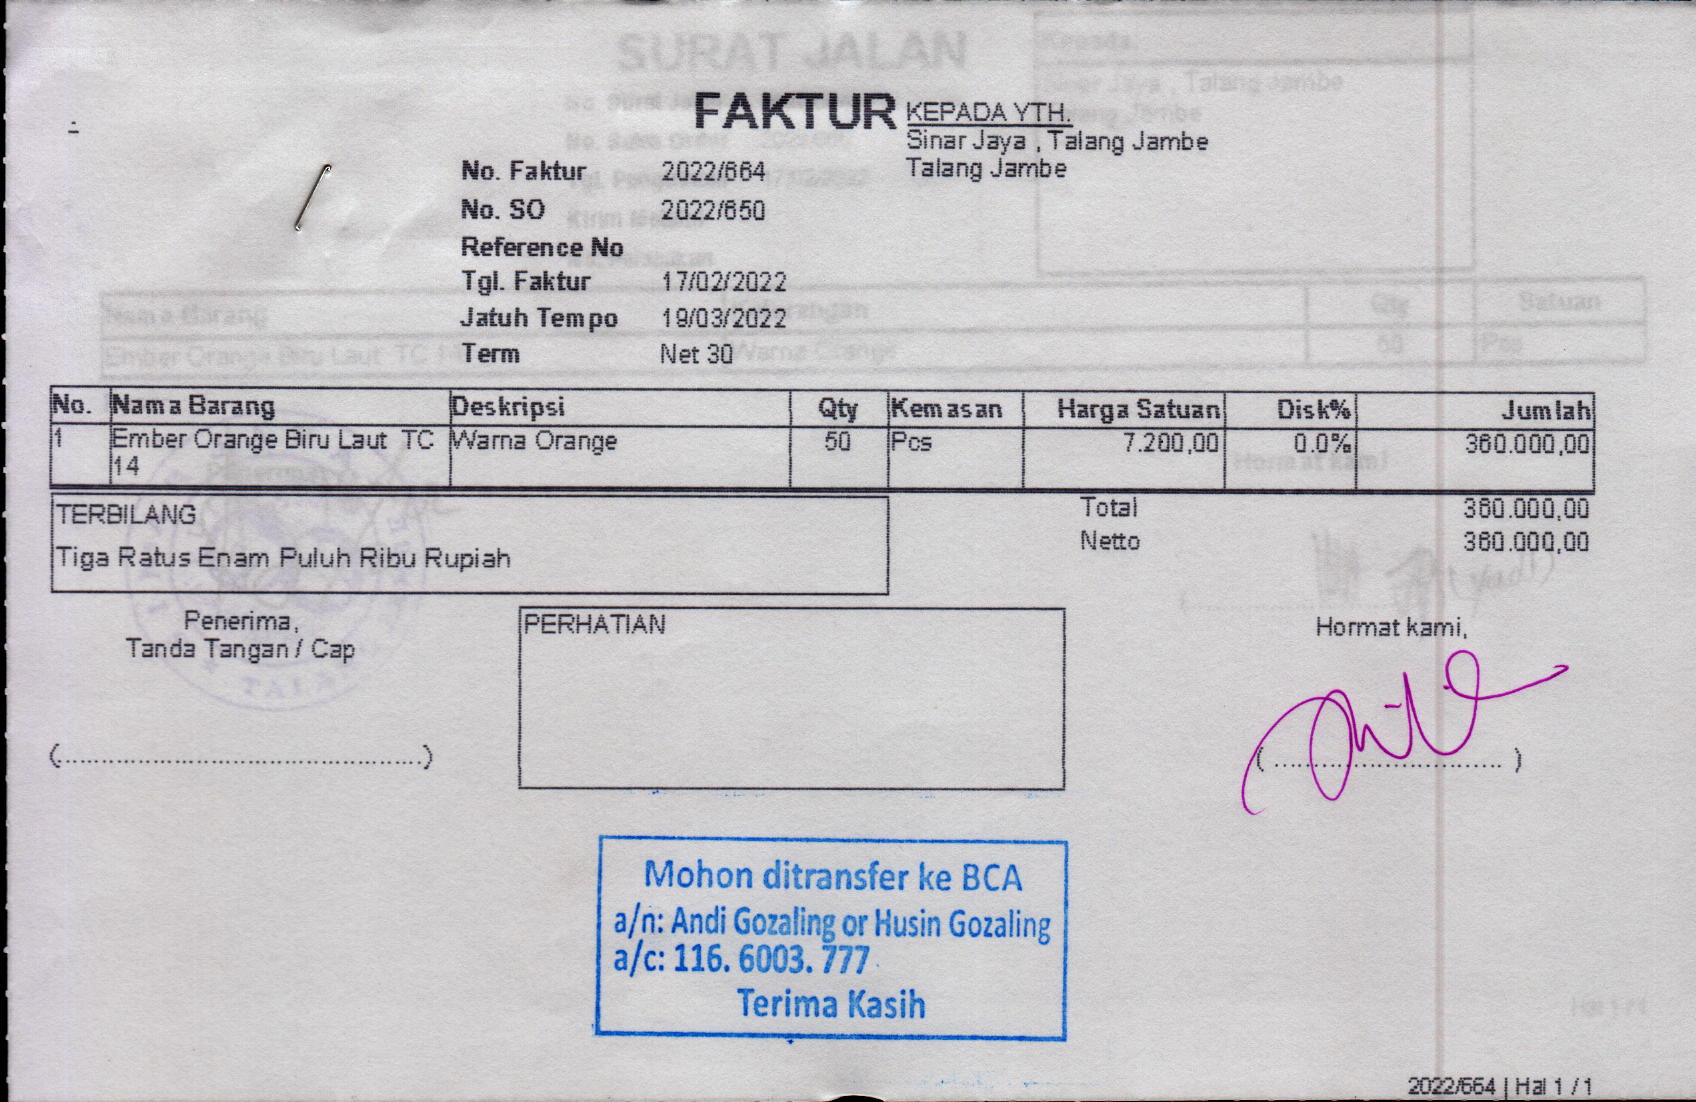 SURAT JALAN
Kepada,
FAKTUR
KEPADA YTH.
Sinar Jaya , Talang Jambe
Talang Jambe
No. Faktur 2022/664
No. SO 2022/650
Reference No
Tgl. Faktur 17/02/2022
Jatuh Tempo 19/03/2022
Term Net 30
No. Nama Barang Deskripsi Qty Kemasan Harga Satuan Disk% Jumlah
1 Ember Orange Biru Laut TC Warna Orange 50 Pcs 7.200,00 0.0% 360.000,00
14
TERBILANG
Tiga Ratus Enam Puluh Ribu Rupiah
Total 360.000,00
Netto 360.000,00
Penerima,
Tanda Tangan / Cap
(...............................................)
PERHATIAN
Hormat kami,
( ............................. )
Mohon ditransfer ke BCA
a/n: Andi Gozaling or Husin Gozaling
a/c: 116. 6003. 777
Terima Kasih
2022/664 | Hal 1 / 1